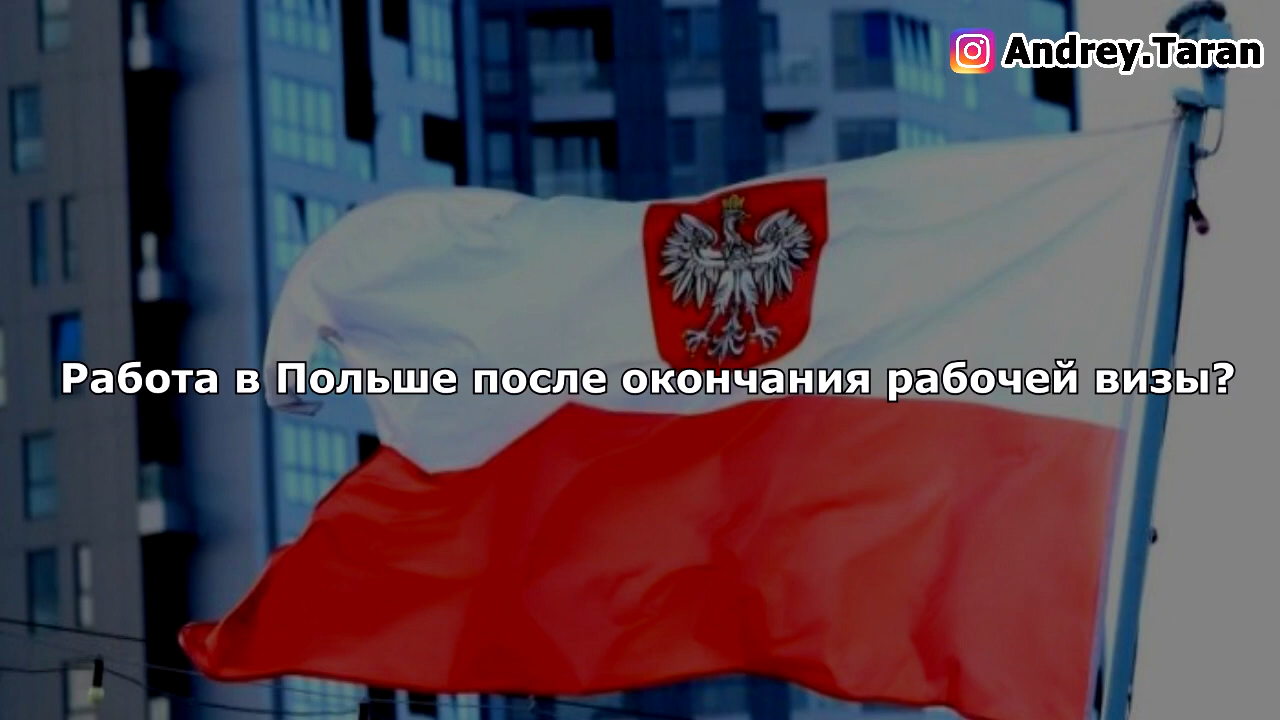 Andrey.Taran
Работа в Польше после окончания рабочей визы?